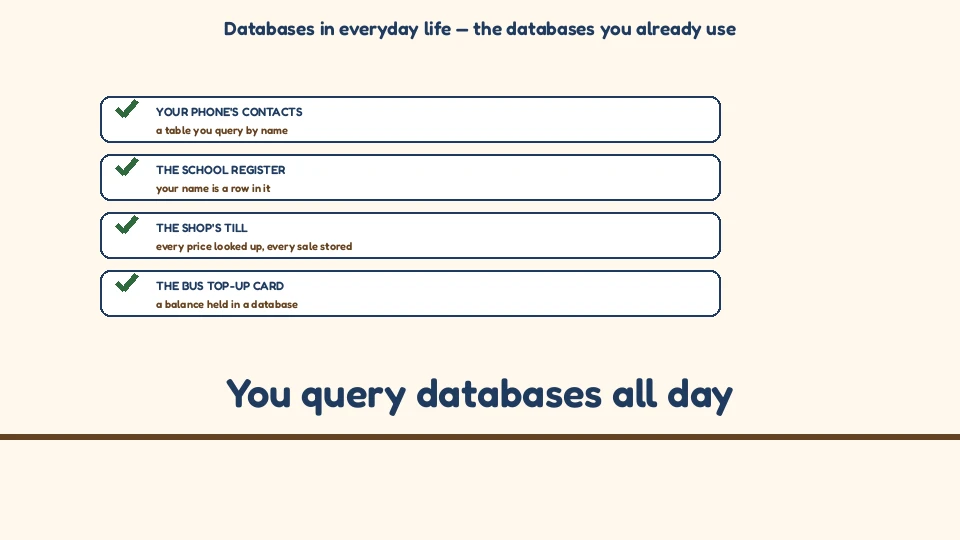 Databases in everyday life — the databases you already use
YOUR PHONE'S CONTACTS
a table you query by name
THE SCHOOL REGISTER
your name is a row in it
THE SHOP'S TILL
every price looked up, every sale stored
THE BUS TOP-UP CARD
a balance held in a database
You query databases all day